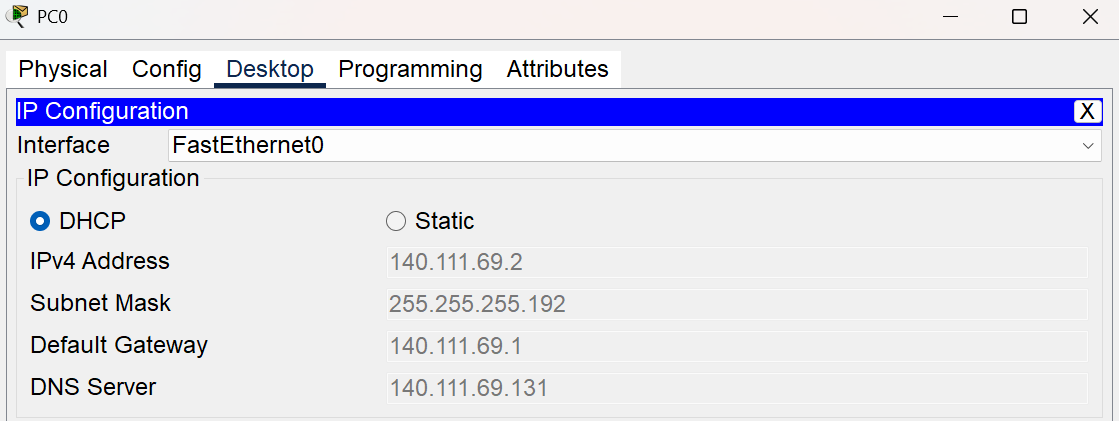 PC0
Physical Config Desktop Programming Attributes
IP Configuration X
Interface FastEthernet0
IP Configuration
DHCP Static
IPv4 Address 140.111.69.2
Subnet Mask 255.255.255.192
Default Gateway 140.111.69.1
DNS Server 140.111.69.131